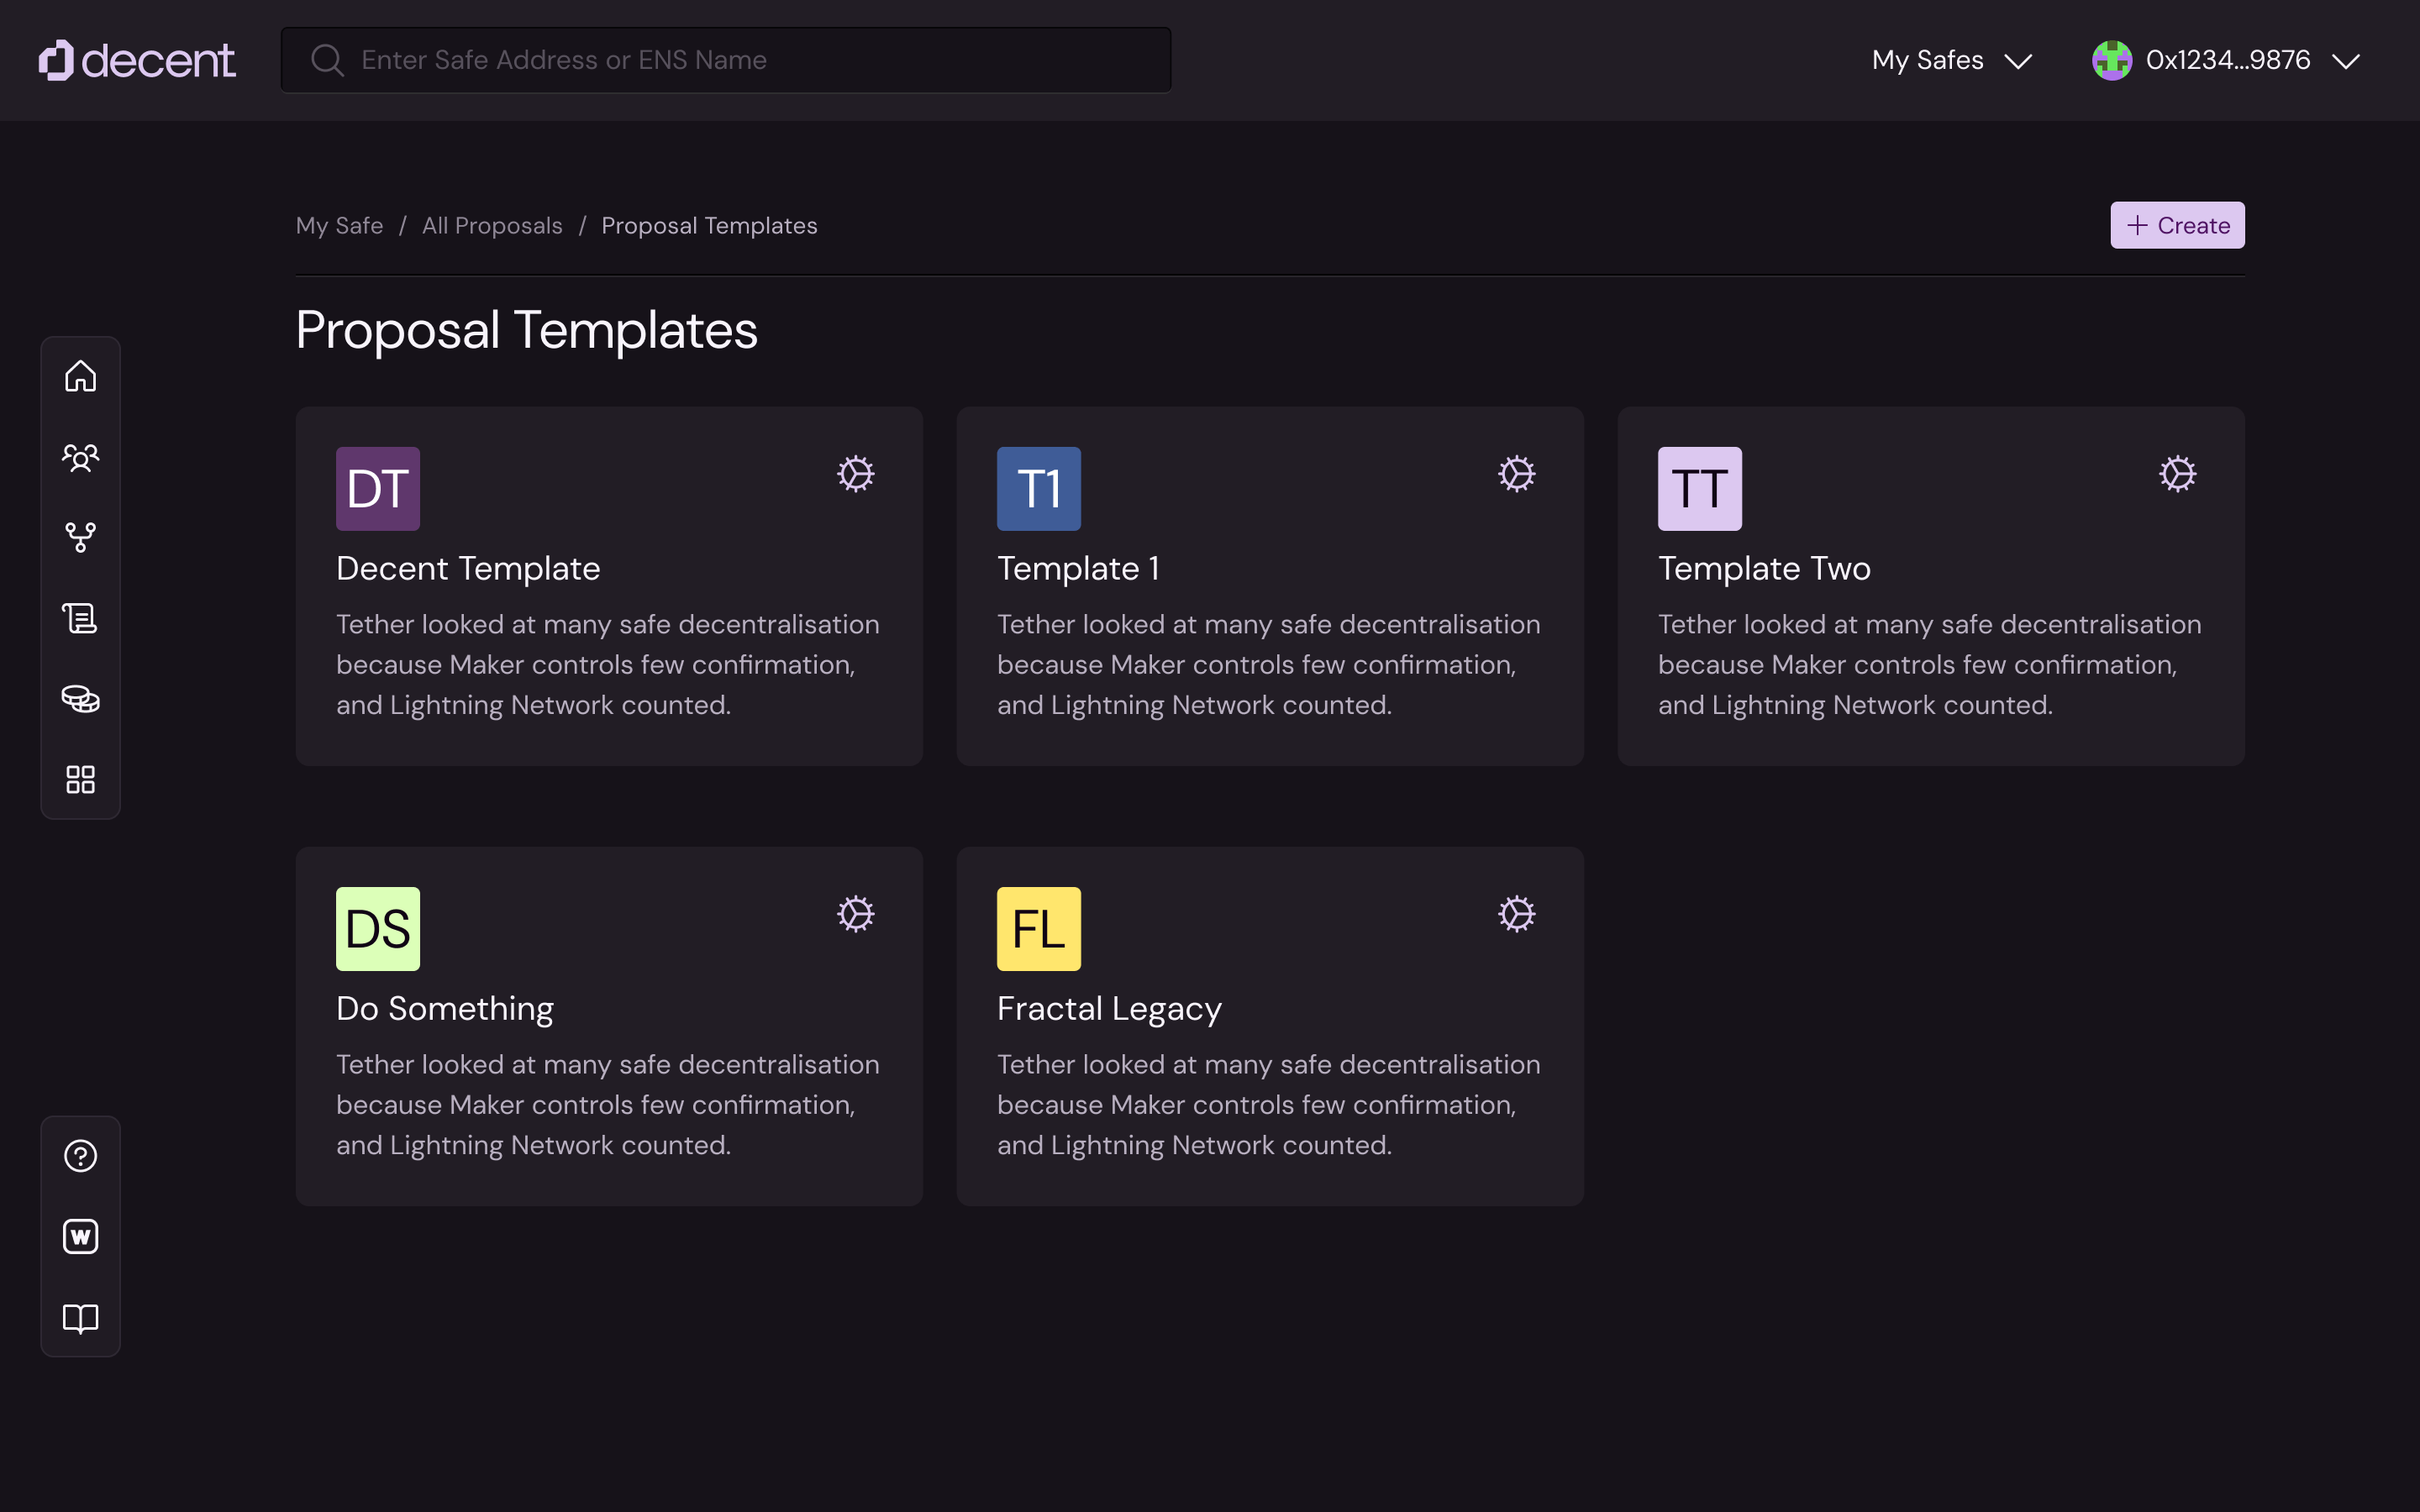 decent
Enter Safe Address or ENS Name
My Safes
0x1234...9876
My Safe / All Proposals / Proposal Templates
Create
Proposal Templates
DT
Decent Template
Tether looked at many safe decentralisation
because Maker controls few confirmation,
and Lightning Network counted.
T1
Template 1
Tether looked at many safe decentralisation
because Maker controls few confirmation,
and Lightning Network counted.
TT
Template Two
Tether looked at many safe decentralisation
because Maker controls few confirmation,
and Lightning Network counted.
DS
Do Something
Tether looked at many safe decentralisation
because Maker controls few confirmation,
and Lightning Network counted.
FL
Fractal Legacy
Tether looked at many safe decentralisation
because Maker controls few confirmation,
and Lightning Network counted.
?
W